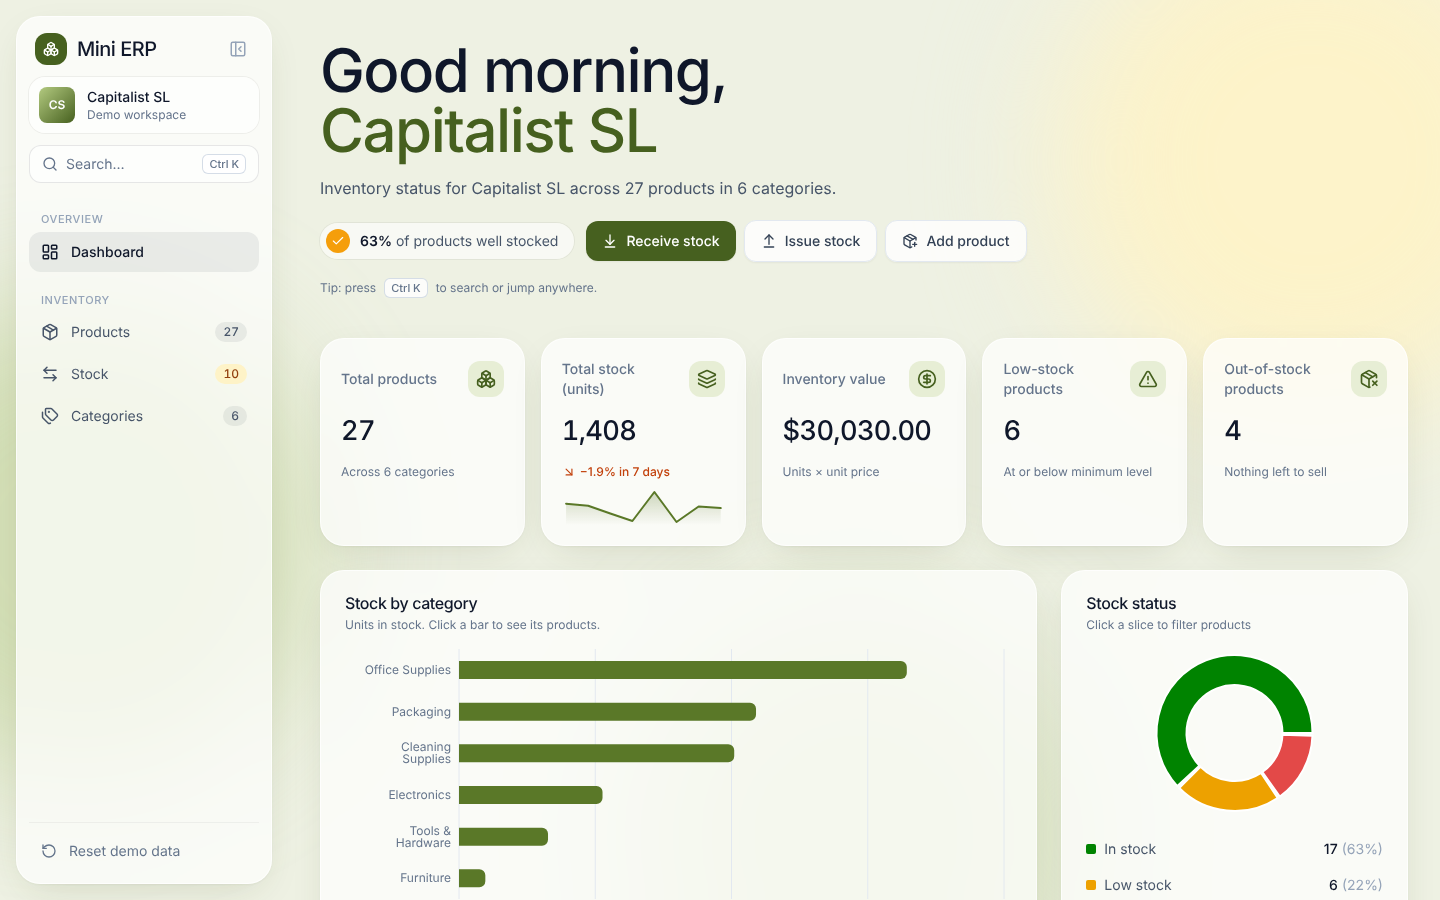 Mini ERP
CS
Capitalist SL
Demo workspace
Search...
Ctrl K
OVERVIEW
Dashboard
INVENTORY
Products
27
Stock
10
Categories
6
Reset demo data
Good morning,
Capitalist SL
Inventory status for Capitalist SL across 27 products in 6 categories.
63% of products well stocked
Receive stock
Issue stock
Add product
Tip: press Ctrl K to search or jump anywhere.
Total products
27
Across 6 categories
Total stock
(units)
1,408
−1.9% in 7 days
Inventory value
$30,030.00
Units × unit price
Low-stock
products
6
At or below minimum level
Out-of-stock
products
4
Nothing left to sell
Stock by category
Units in stock. Click a bar to see its products.
Office Supplies
Packaging
Cleaning
Supplies
Electronics
Tools &
Hardware
Furniture
Stock status
Click a slice to filter products
In stock
17 (63%)
Low stock
6 (22%)